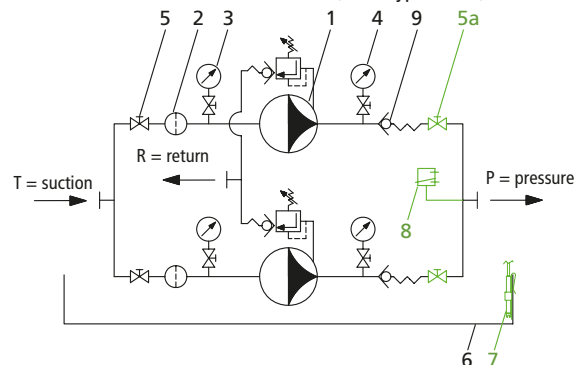 5 2 3 1 4 9 5a
R = return
T = suction
P = pressure
8
6 7